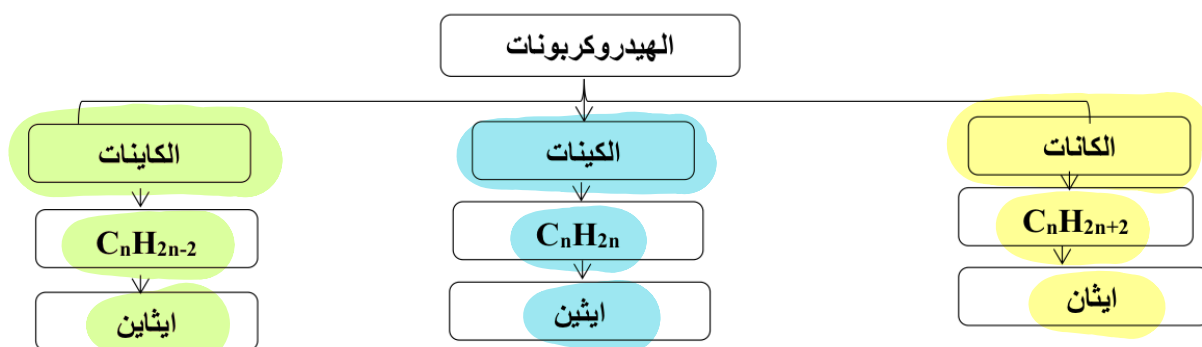 الهيدروكربونات
الكانات
الكينات
الكاينات
CₙH₂ₙ₊₂
CₙH₂ₙ
CₙH₂ₙ₋₂
ايثان
ايثين
ايثاين